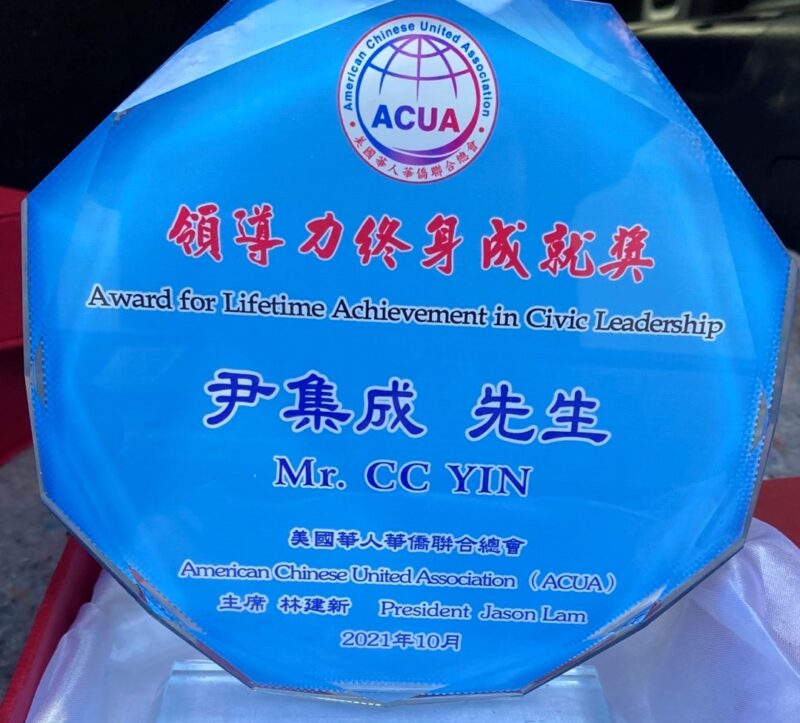 American Chinese United Association
ACUA
美國華人華僑聯合總會
領導力终身成就獎
Award for Lifetime Achievement in Civic Leadership
尹集成 先生
Mr. CC YIN
美國華人華僑聯合總會
American Chinese United Association (ACUA)
主席 林建新 President Jason Lam
2021年10月